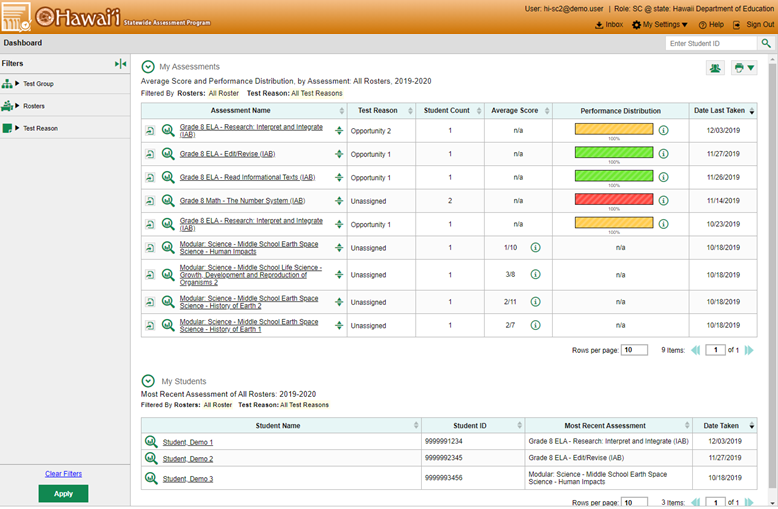 User: hi-sc2@demo.user | Role: SC @ state: Hawaii Department of Education
Hawai'i Statewide Assessment Program
Inbox My Settings Help Sign Out
Dashboard
Enter Student ID
Filters
Test Group
Rosters
Test Reason
Clear Filters
Apply
My Assessments
Average Score and Performance Distribution, by Assessment: All Rosters, 2019-2020
Filtered By Rosters: All Roster Test Reason: All Test Reasons
Assessment Name Test Reason Student Count Average Score Performance Distribution Date Last Taken
Grade 8 ELA - Research: Interpret and Integrate
(IAB) Opportunity 2 1 n/a 100% 12/03/2019
Grade 8 ELA - Edit/Revise (IAB) Opportunity 1 1 n/a 100% 11/27/2019
Grade 8 ELA - Read Informational Texts (IAB) Opportunity 1 1 n/a 100% 11/26/2019
Grade 8 Math - The Number System (IAB) Unassigned 2 n/a 100% 11/14/2019
Grade 8 ELA - Research: Interpret and Integrate
(IAB) Opportunity 1 1 n/a 100% 10/23/2019
Modular: Science - Middle School Earth Space
Science - Human Impacts Unassigned 1 1/10 n/a 10/18/2019
Modular: Science - Middle School Life Science -
Growth, Development and Reproduction of
Organisms 2 Unassigned 1 3/8 n/a 10/18/2019
Modular: Science - Middle School Earth Space
Science - History of Earth 2 Unassigned 1 2/11 n/a 10/18/2019
Modular: Science - Middle School Earth Space
Science - History of Earth 1 Unassigned 1 2/7 n/a 10/18/2019
Rows per page: 10 9 Items: 1 of 1
My Students
Most Recent Assessment of All Rosters: 2019-2020
Filtered By Rosters: All Roster Test Reason: All Test Reasons
Student Name Student ID Most Recent Assessment Date Taken
Student, Demo 1 9999991234 Grade 8 ELA - Research: Interpret and Integrate (IAB) 12/03/2019
Student, Demo 2 9999992345 Grade 8 ELA - Edit/Revise (IAB) 11/27/2019
Student, Demo 3 9999993456 Modular: Science - Middle School Earth Space
Science - Human Impacts 10/18/2019
Rows per page: 10 3 Items: 1 of 1